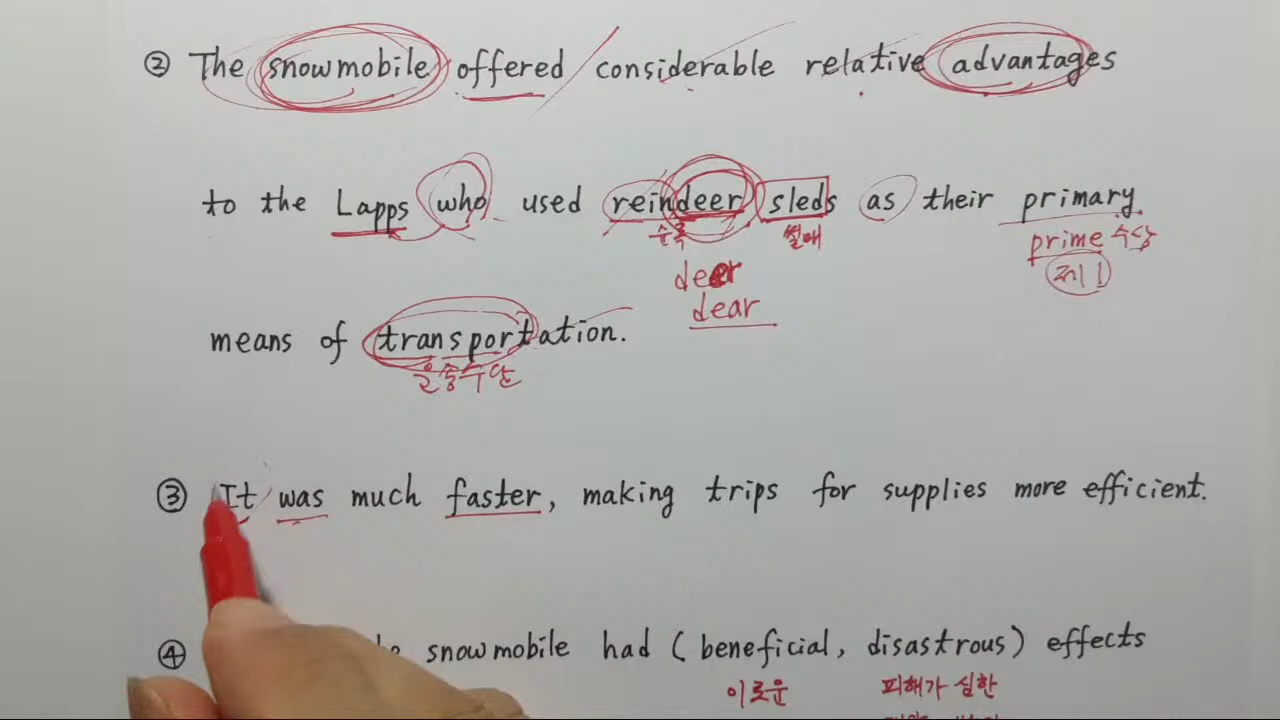 ② The snowmobile offered considerable relative advantages
to the Lapps who used reindeer sleds as their primary
순록 썰매 prime 수상
deer 제1
dear
means of transportation.
운송수단
③ It was much faster, making trips for supplies more efficient.
④ snowmobile had (beneficial, disastrous) effects
이로운 피해가 심한